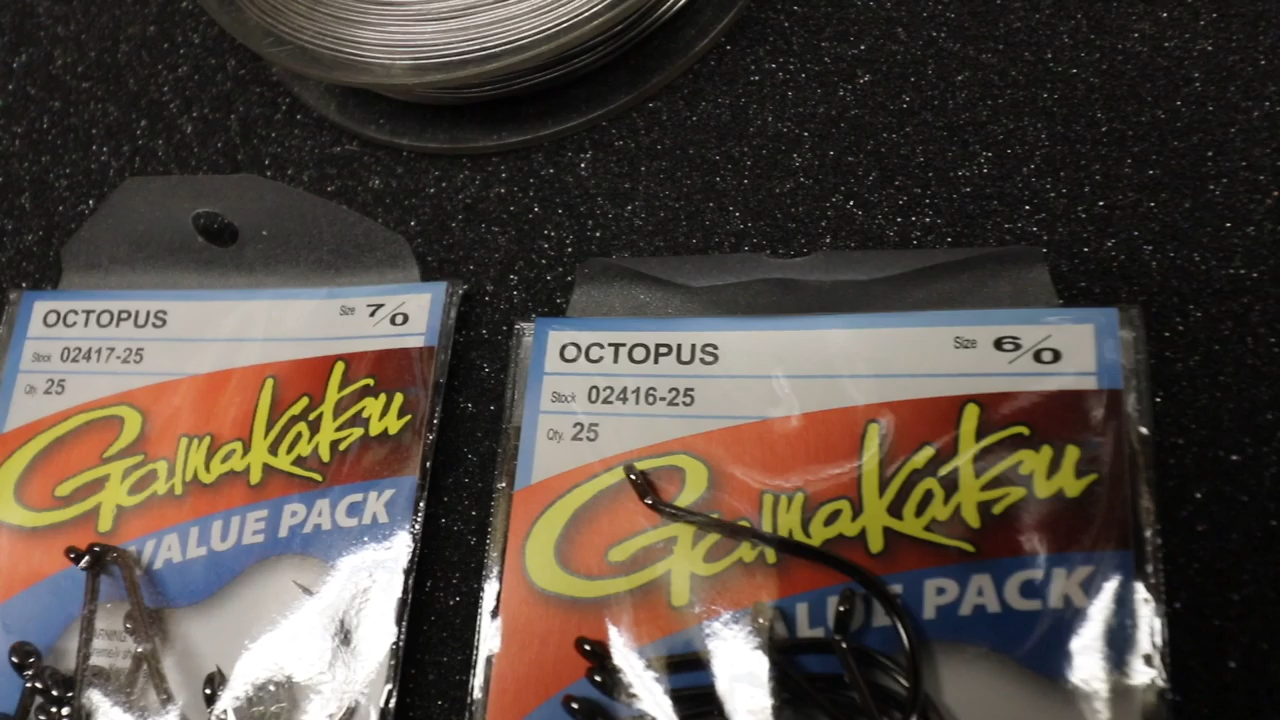 OCTOPUS Size 7/0
Stock 02417-25
Qty. 25
Gamakatsu
VALUE PACK
OCTOPUS Size 6/0
Stock 02416-25
Qty. 25
Gamakatsu
VALUE PACK